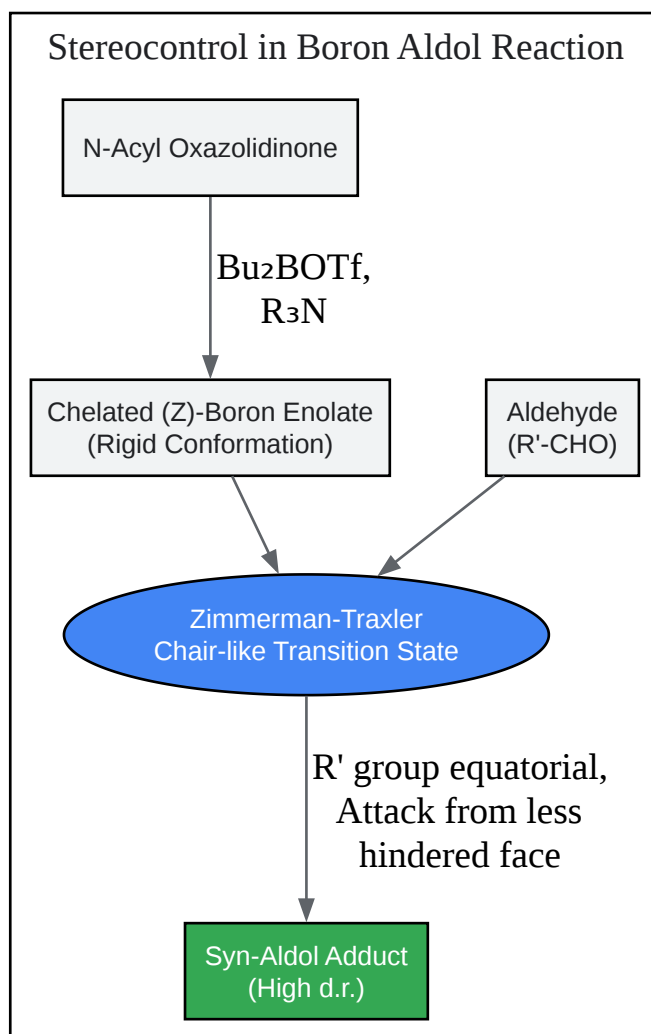 Stereocontrol in Boron Aldol Reaction
N-Acyl Oxazolidinone
Bu₂BOTf,
R₃N
Chelated (Z)-Boron Enolate
(Rigid Conformation)
Aldehyde
(R'-CHO)
Zimmerman-Traxler
Chair-like Transition State
R' group equatorial,
Attack from less
hindered face
Syn-Aldol Adduct
(High d.r.)